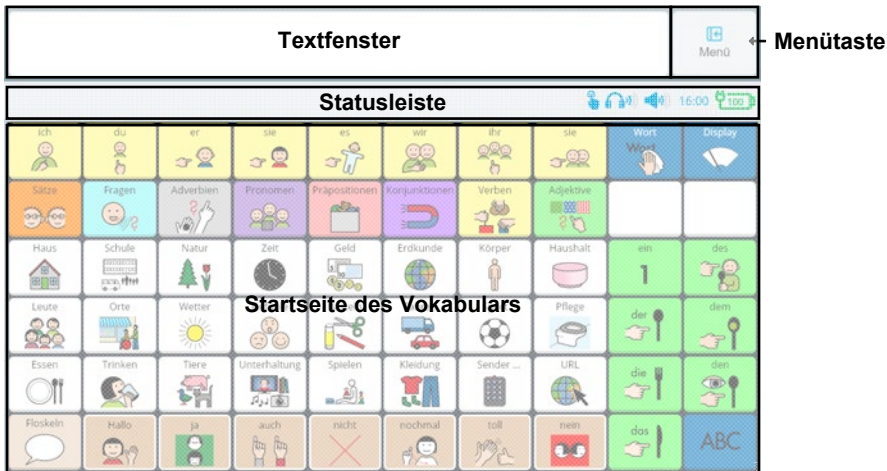 Textfenster
Menü
Menütaste
Statusleiste 16:00 100
ich du er sie es wir ihr sie Wort Display
Wort
Sätze Fragen Adverbien Pronomen Präpositionen Konjunktionen Verben Adjektive
Haus Schule Natur Zeit Geld Erdkunde Körper Haushalt ein des
1
Leute Orte Wetter Pflege der dem
Startseite des Vokabulars
Essen Trinken Tiere Unterhaltung Spielen Kleidung Sender ... URL die den
Floskeln Hallo ja auch nicht nochmal toll nein das ABC